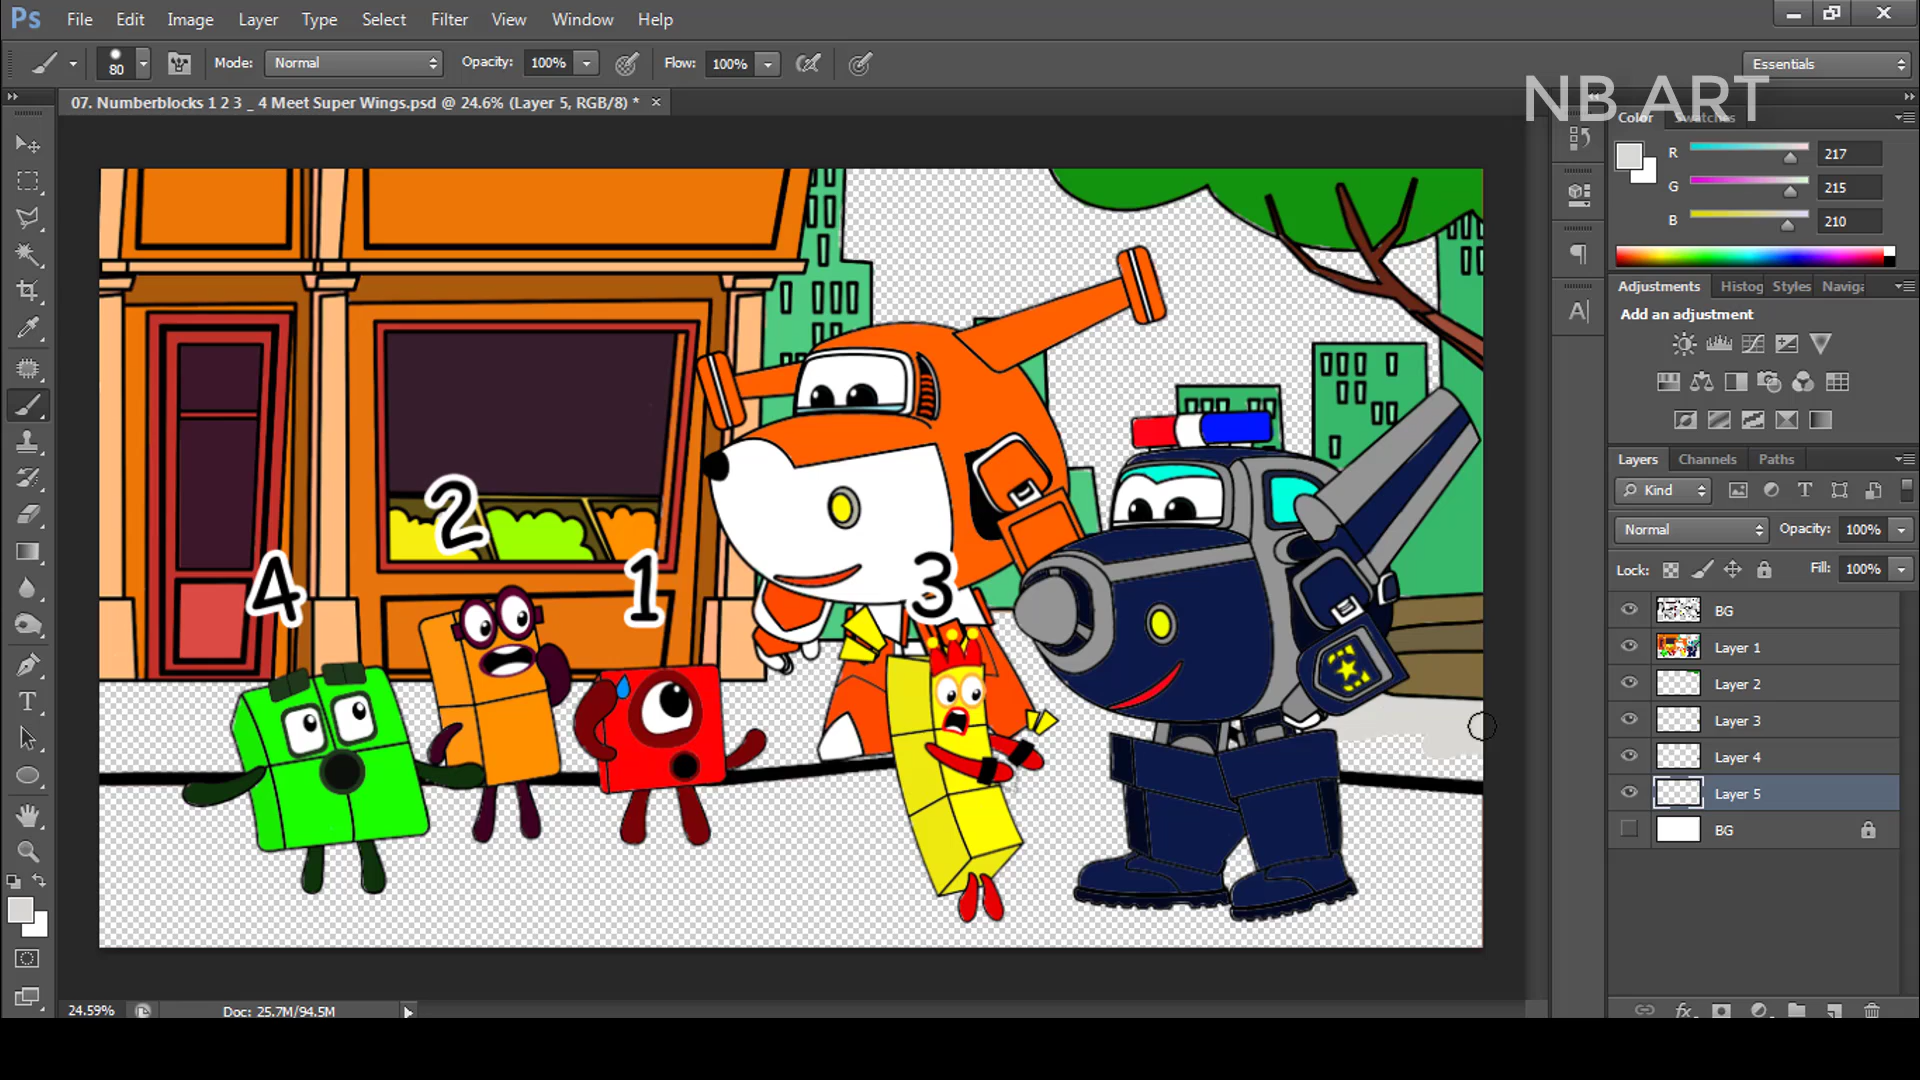 Ps File Edit Image Layer Type Select Filter View Window Help
80 Mode: Normal Opacity: 100% Flow: 100% Essentials
NB ART
07. Numberblocks 1 2 3 _ 4 Meet Super Wings.psd @ 24.6% (Layer 5, RGB/8) *
Color Swatches
R 217
G 215
B 210
Adjustments Histog Styles Naviga
Add an adjustment
Layers Channels Paths
Kind
Normal Opacity: 100%
Lock: Fill: 100%
BG
Layer 1
Layer 2
Layer 3
Layer 4
Layer 5
BG
2
4
1
3
24.59% Doc: 25.7M/94.5M